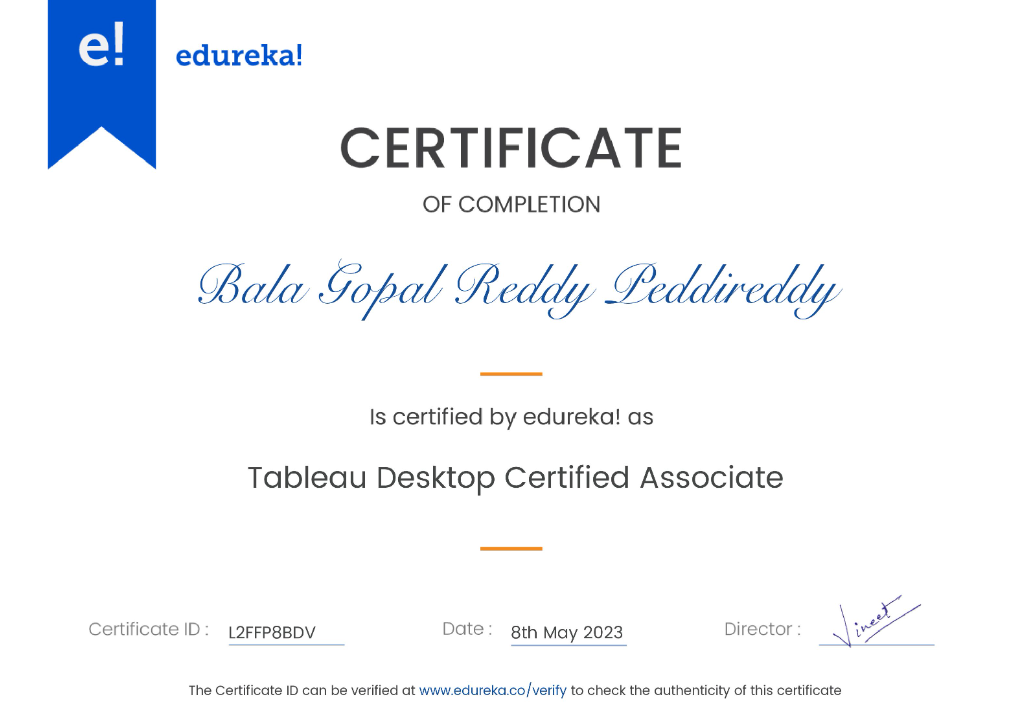 e!
edureka!
CERTIFICATE
OF COMPLETION
Bala Gopal Reddy Peddireddy
Is certified by edureka! as
Tableau Desktop Certified Associate
Certificate ID : L2FFP8BDV Date : 8th May 2023 Director : Vineet
The Certificate ID can be verified at www.edureka.co/verify to check the authenticity of this certificate